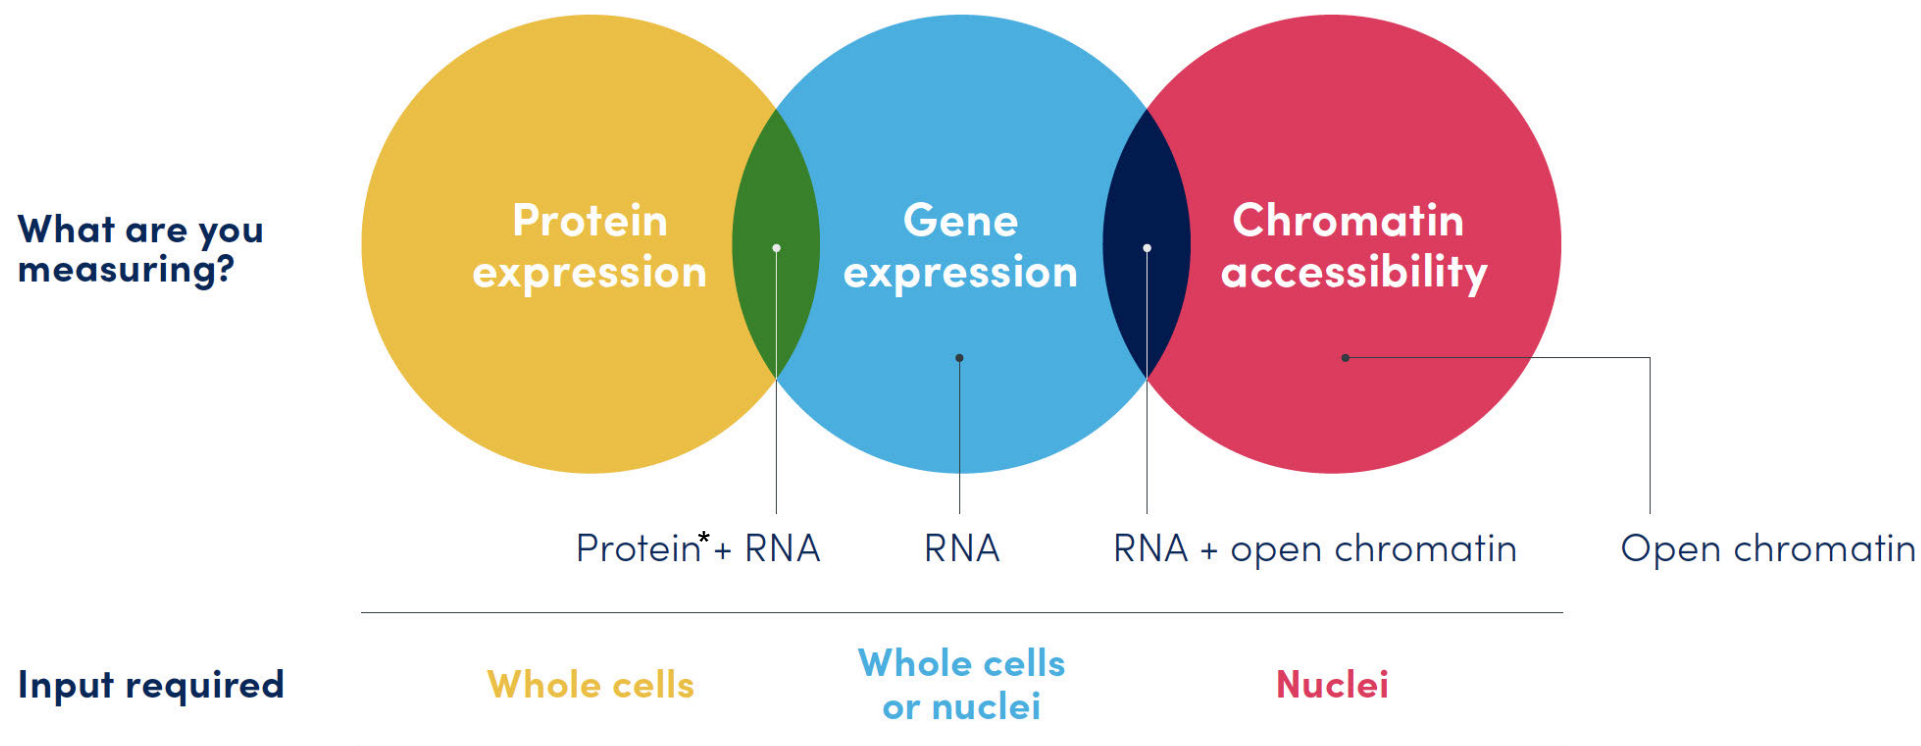 What are you
measuring?
Protein
expression
Gene
expression
Chromatin
accessibility
Protein* + RNA
RNA
RNA + open chromatin
Open chromatin
Input required
Whole cells
Whole cells
or nuclei
Nuclei